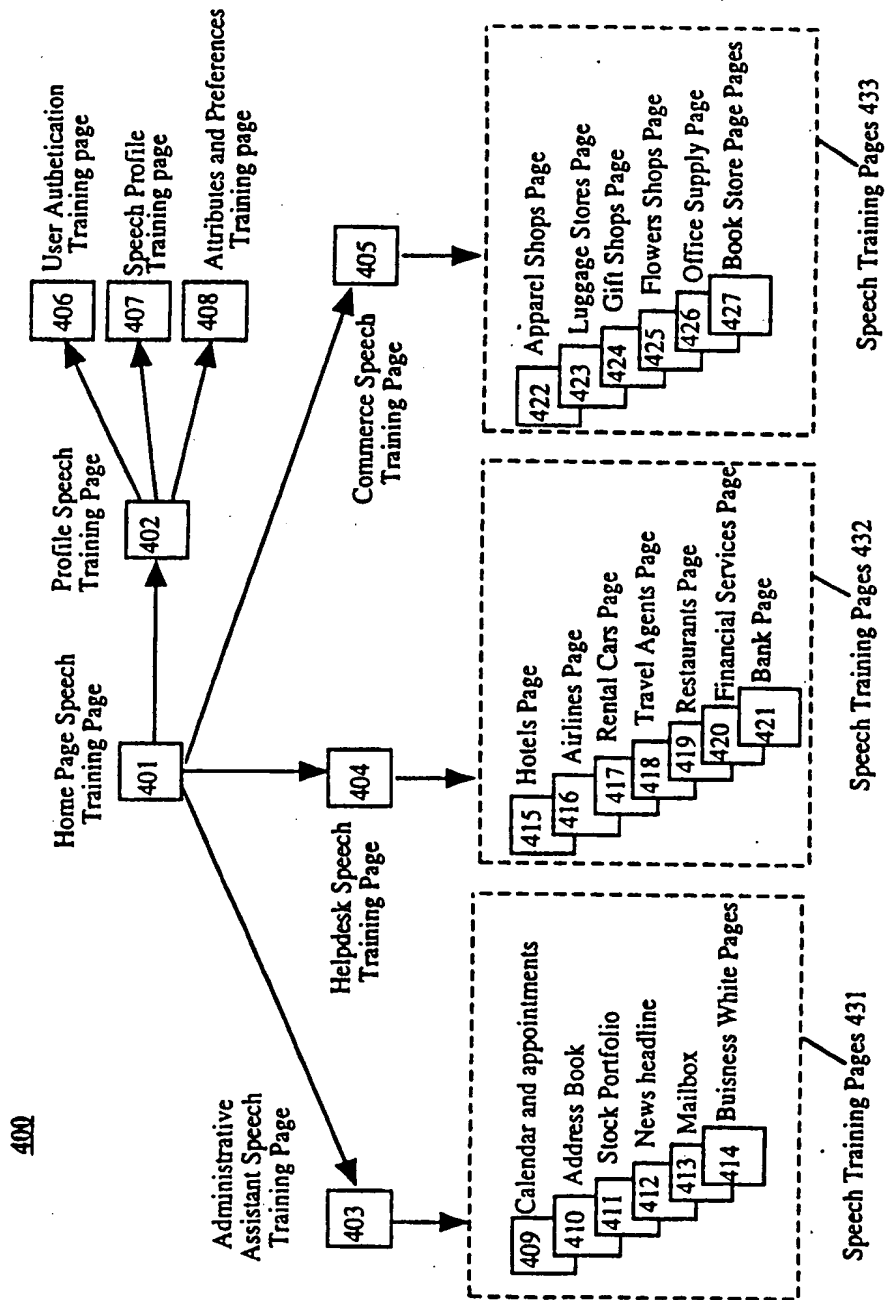 400
Home Page Speech
Training Page
401
Profile Speech
Training Page
402
406
User Authetication
Training page
407
Speech Profile
Training page
408
Attributes and Preferences
Training page
Administrative
Assistant Speech
Training Page
403
Helpdesk Speech
Training Page
404
Commerce Speech
Training Page
405
409 Calendar and appointments
410 Address Book
411 Stock Portfolio
412 News headline
413 Mailbox
414 Buisness White Pages
Speech Training Pages 431
415 Hotels Page
416 Airlines Page
417 Rental Cars Page
418 Travel Agents Page
419 Restaurants Page
420 Financial Services Page
421 Bank Page
Speech Training Pages 432
422 Apparel Shops Page
423 Luggage Stores Page
424 Gift Shops Page
425 Flowers Shops Page
426 Office Supply Page
427 Book Store Page Pages
Speech Training Pages 433